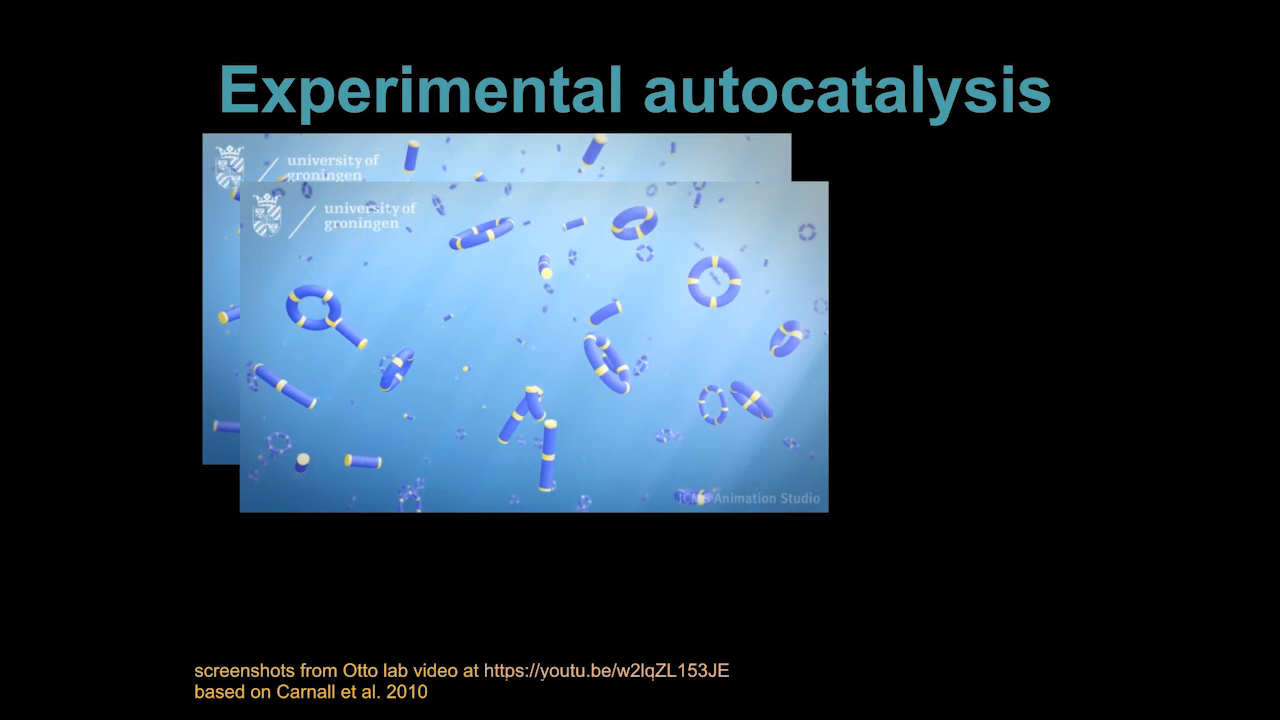 Experimental autocatalysis
university of
groningen
university of
groningen
ICMS Animation Studio
screenshots from Otto lab video at https://youtu.be/w2lqZL153JE
based on Carnall et al. 2010